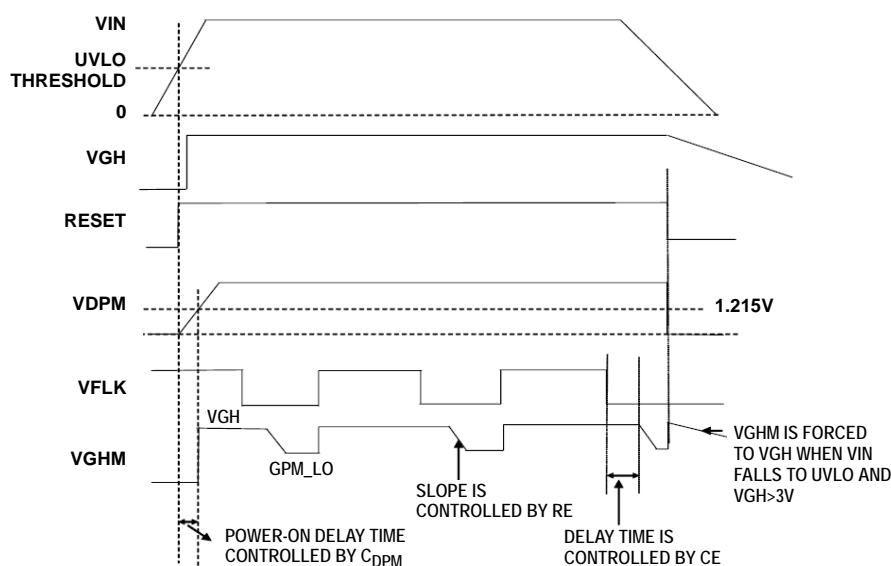 VIN
UVLO
THRESHOLD
0
VGH
RESET
VDPM
1.215V
VFLK
VGH
VGHM
GPM_LO
VGHM IS FORCED
TO VGH WHEN VIN
FALLS TO UVLO AND
VGH>3V
SLOPE IS
CONTROLLED BY RE
POWER-ON DELAY TIME
CONTROLLED BY CDPM
DELAY TIME IS
CONTROLLED BY CE